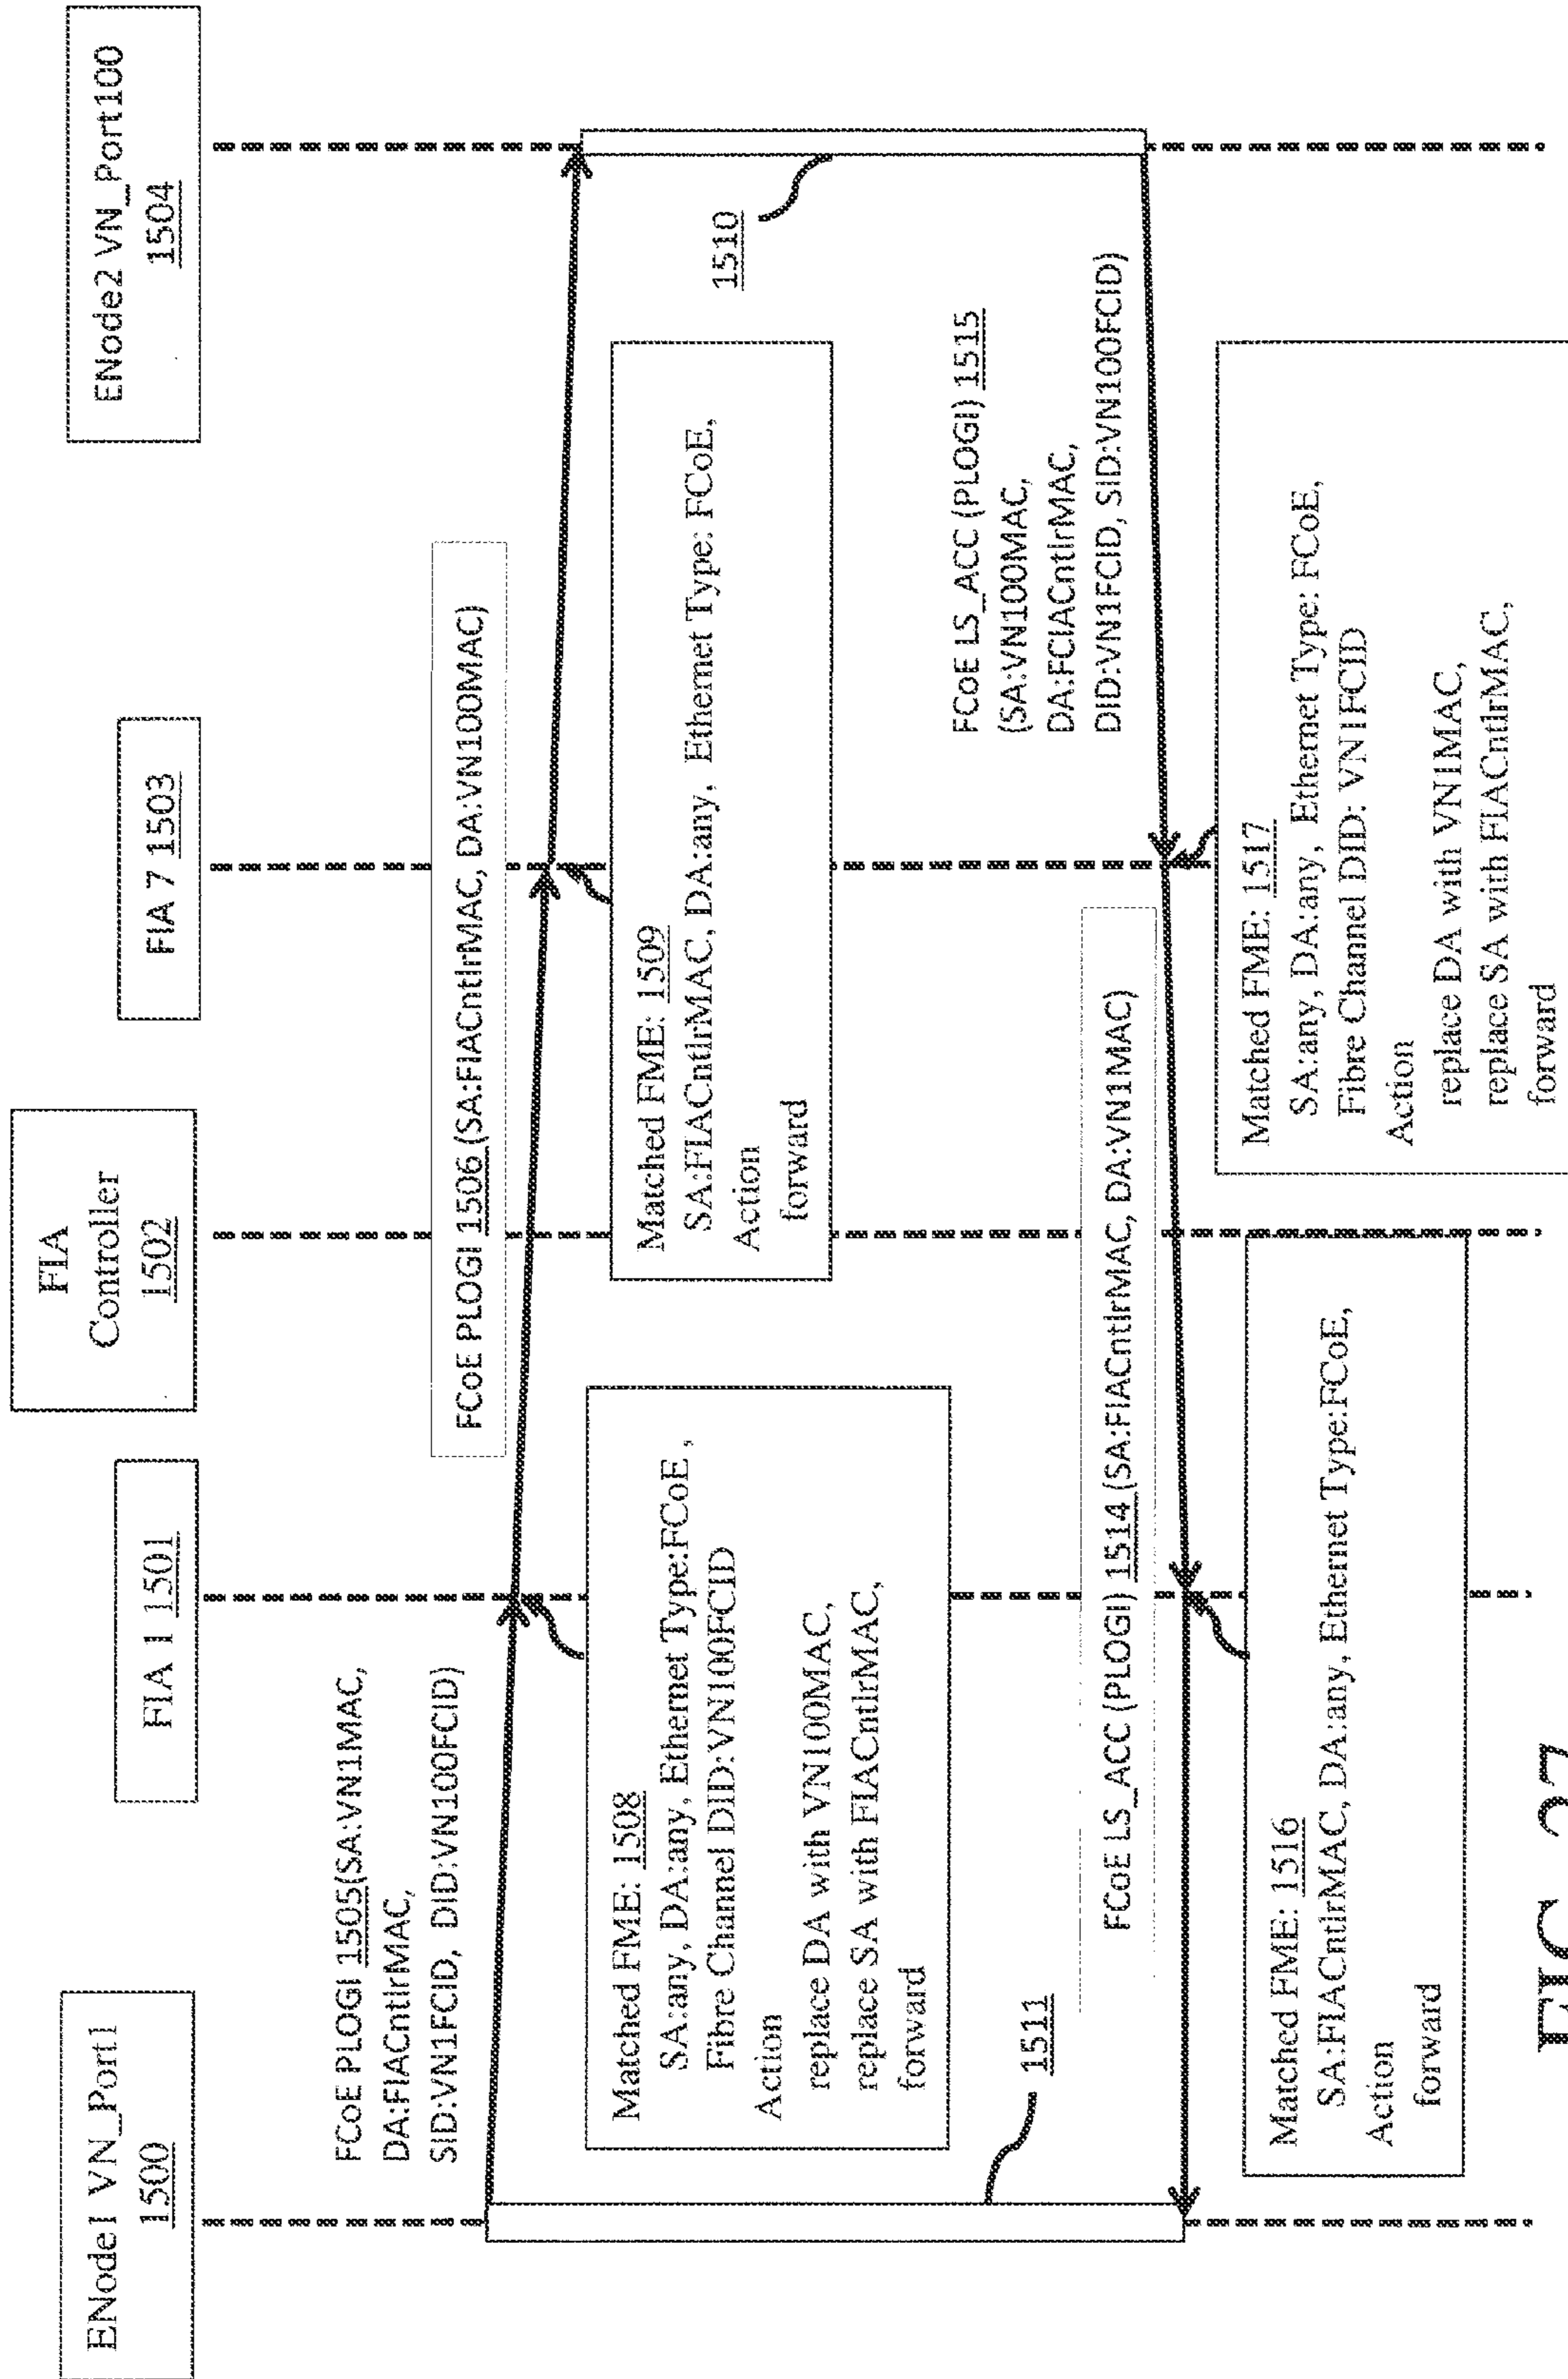 ENode1 VN_Port1
1500
FIA 1 1501
FIA
Controller
1502
FIA 7 1503
ENode2 VN_Port100
1504
FCoE PLOGI 1505(SA:VN1MAC,
DA:FIACntlrMAC,
SID:VN1FCID, DID:VN100FCID)
FCoE PLOGI 1506 (SA:FIACntlrMAC, DA:VN100MAC)
Matched FME: 1508
SA:any, DA:any, Ethernet Type:FCoE ,
Fibre Channel DID:VN100FCID
Action
replace DA with VN100MAC,
replace SA with FIACntlrMAC,
forward
Matched FME: 1509
SA:FIACntlrMAC, DA:any, Ethernet Type: FCoE,
Action
forward
1510
FCoE LS_ACC (PLOGI) 1515
(SA:VN100MAC,
DA:FCIACntlrMAC,
DID:VN1FCID, SID:VN100FCID)
1511
FCoE LS_ACC (PLOGI) 1514 (SA:FIACntlrMAC, DA:VN1MAC)
Matched FME: 1516
SA:FIACntlrMAC, DA:any, Ethernet Type:FCoE,
Action
forward
Matched FME: 1517
SA:any, DA:any, Ethernet Type: FCoE,
Fibre Channel DID: VN1FCID
Action
replace DA with VN1MAC,
replace SA with FIACntlrMAC,
forward